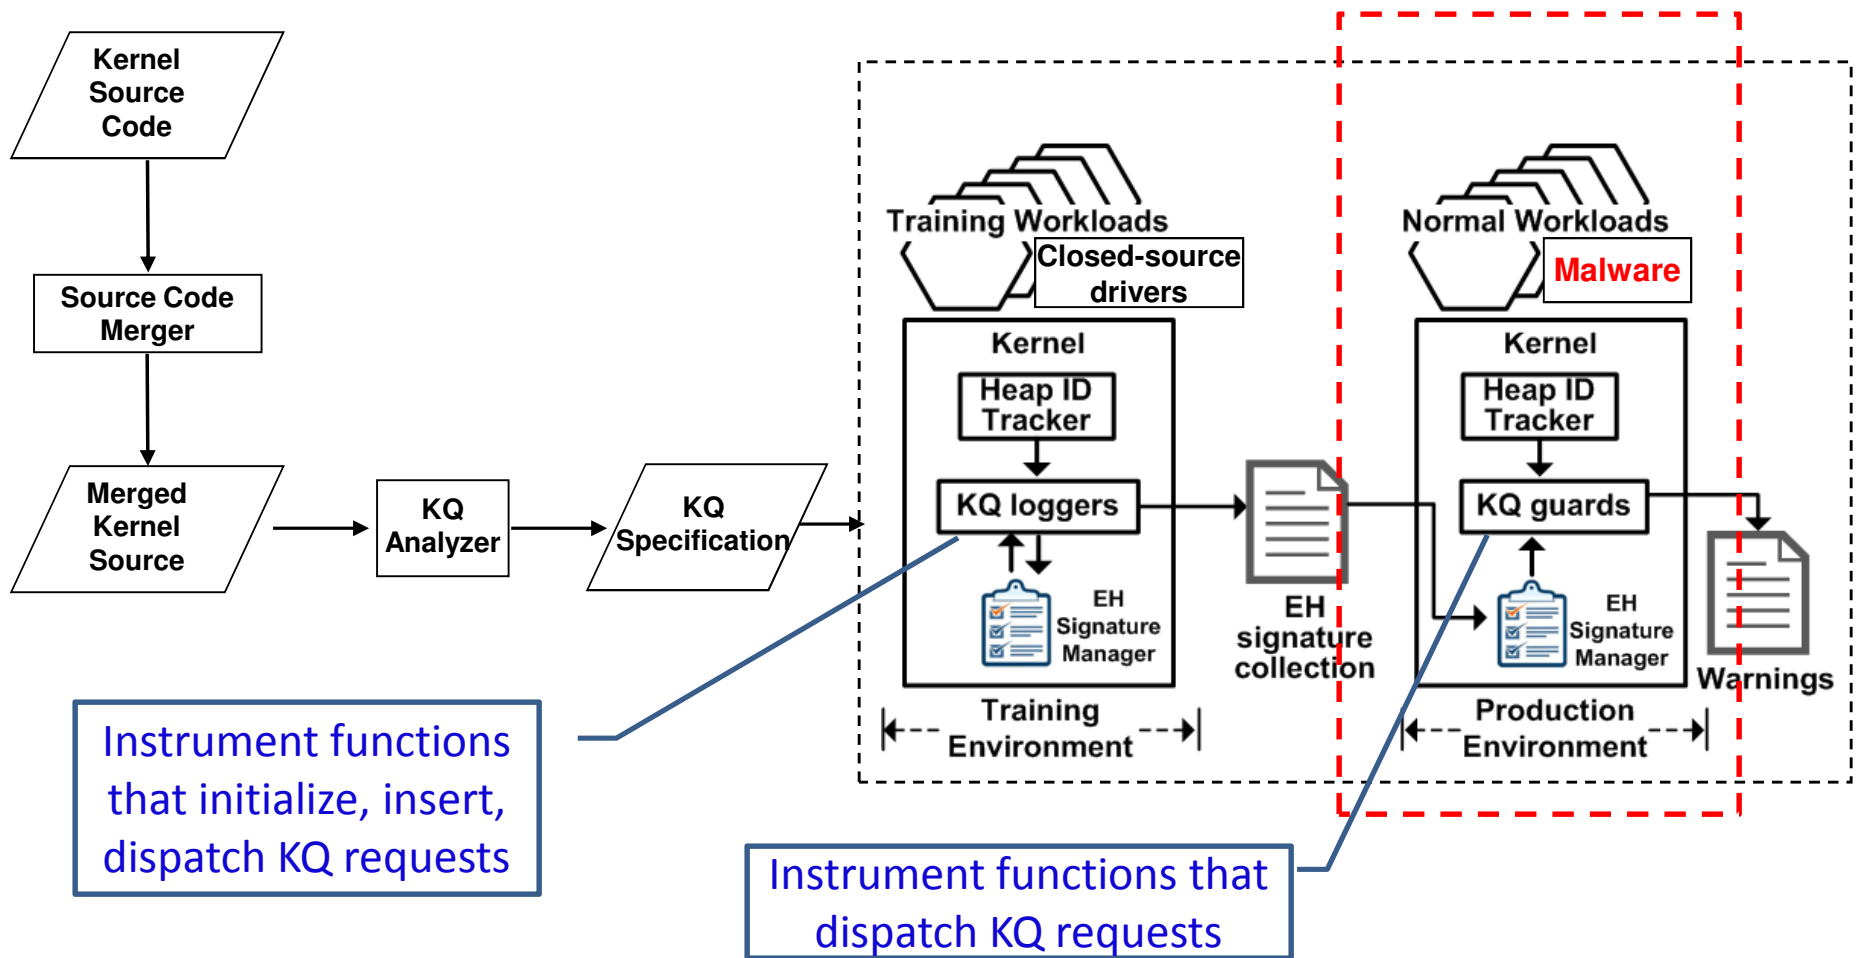 Kernel
Source
Code
Source Code
Merger
Merged
Kernel
Source
KQ
Analyzer
KQ
Specification
Training Workloads
Closed-source
drivers
Kernel
Heap ID
Tracker
KQ loggers
EH
Signature
Manager
Training
Environment
EH
signature
collection
Normal Workloads
Malware
Kernel
Heap ID
Tracker
KQ guards
EH
Signature
Manager
Production
Environment
Warnings
Instrument functions
that initialize, insert,
dispatch KQ requests
Instrument functions that
dispatch KQ requests